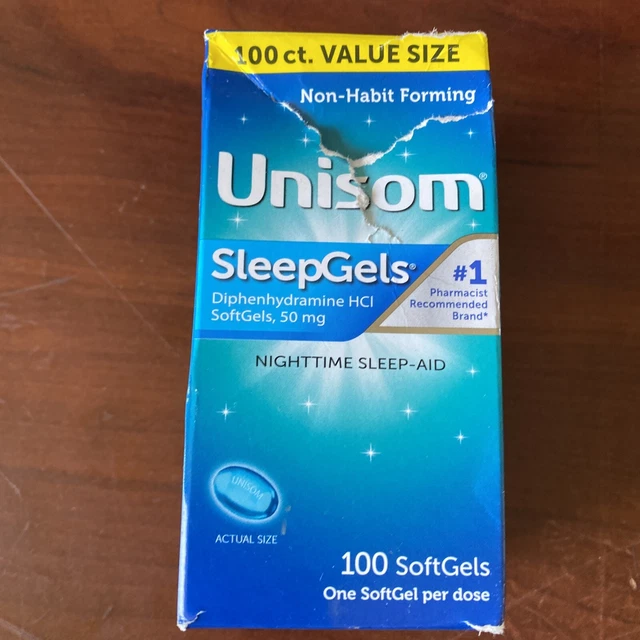 100 ct. VALUE SIZE
Non-Habit Forming
Unisom®
SleepGels®
Diphenhydramine HCl
SoftGels, 50 mg
#1
Pharmacist
Recommended
Brand*
NIGHTTIME SLEEP-AID
UNISOM
ACTUAL SIZE
100 SoftGels
One SoftGel per dose